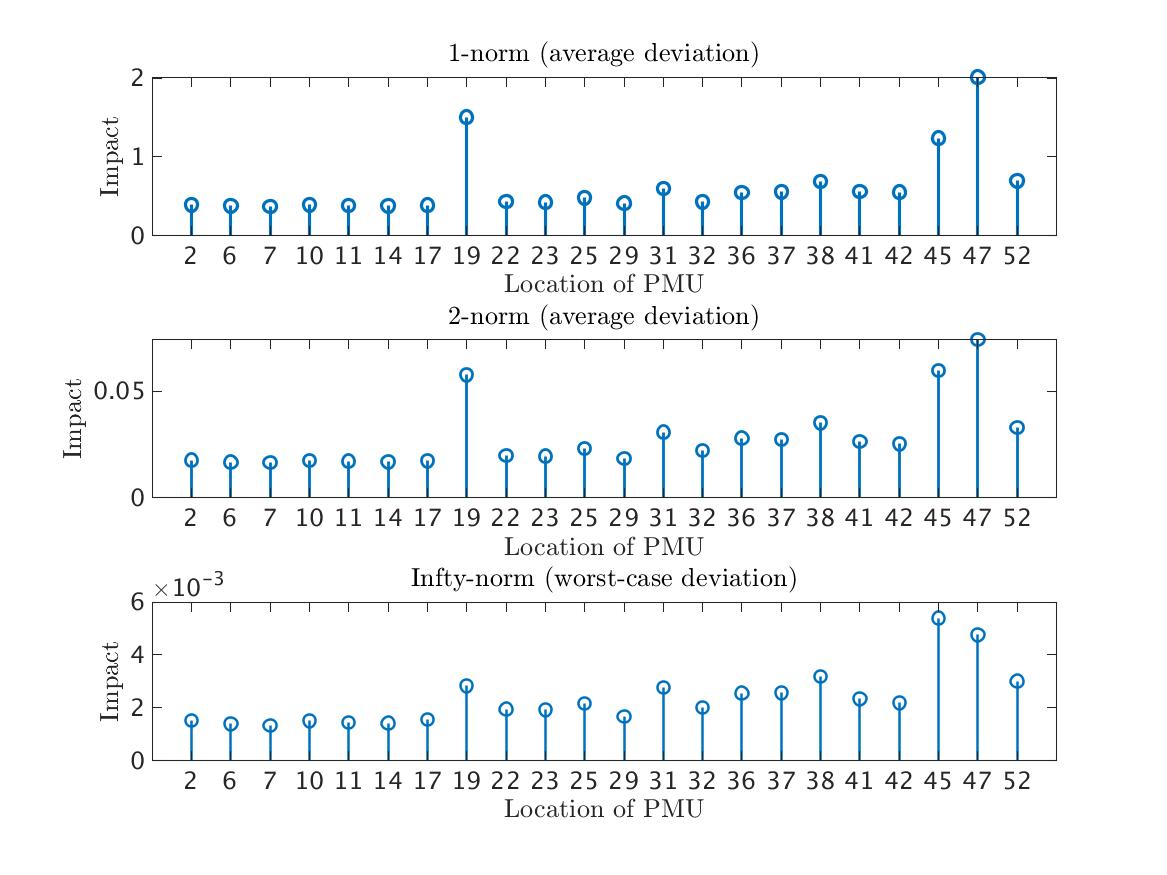 1-norm (average deviation)
2
1
0
Impact
2 6 7 10 11 14 17 19 22 23 25 29 31 32 36 37 38 41 42 45 47 52
Location of PMU
2-norm (average deviation)
0.05
0
Impact
2 6 7 10 11 14 17 19 22 23 25 29 31 32 36 37 38 41 42 45 47 52
Location of PMU
Infty-norm (worst-case deviation)
×10⁻³
6
4
2
0
Impact
2 6 7 10 11 14 17 19 22 23 25 29 31 32 36 37 38 41 42 45 47 52
Location of PMU